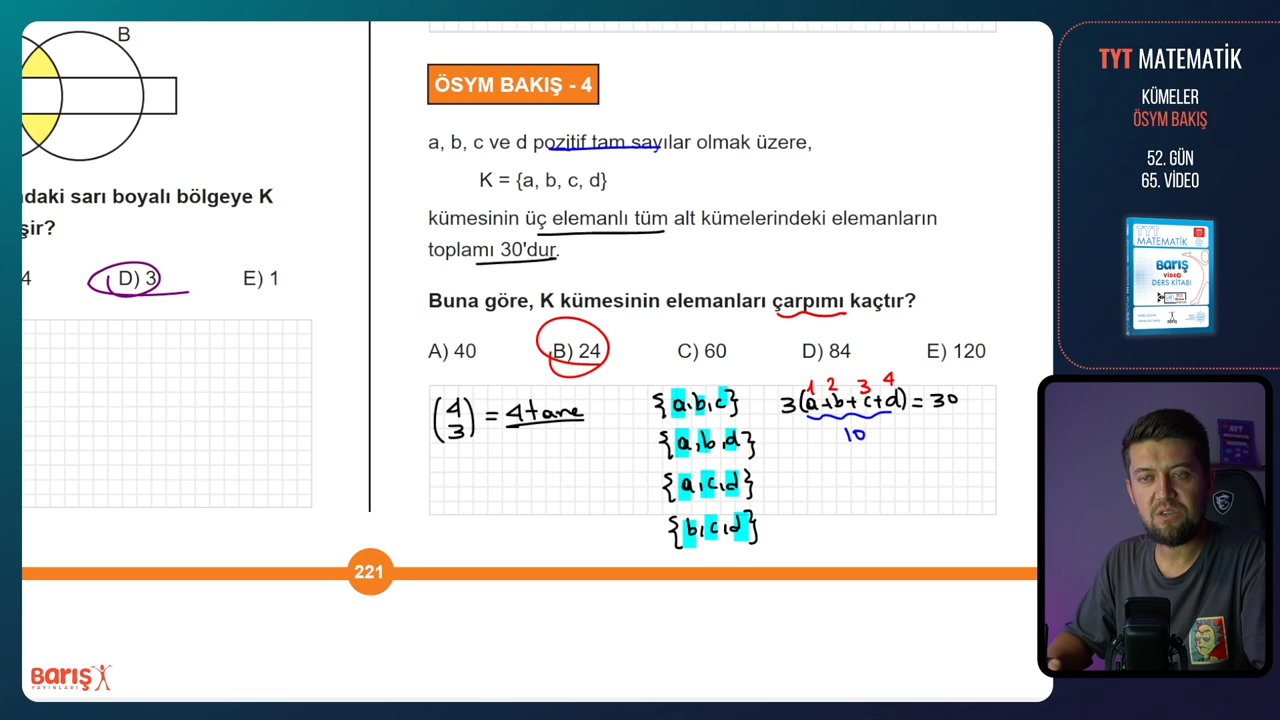 B
daki sarı boyalı bölgeye K
şir?
4
D) 3
E) 1
ÖSYM BAKIŞ - 4
a, b, c ve d pozitif tam sayılar olmak üzere,
K = {a, b, c, d}
kümesinin üç elemanlı tüm alt kümelerindeki elemanların
toplamı 30'dur.
Buna göre, K kümesinin elemanları çarpımı kaçtır?
A) 40
B) 24
C) 60
D) 84
E) 120
(4 3) = 4 tane
{a, b, c}
{a, b, d}
{a, c, d}
{b, c, d}
1 2 3 4
3(a+b+c+d) = 30
10
221
BARIŞ
YAYINLARI
TYT MATEMATİK
KÜMELER
ÖSYM BAKIŞ
52. GÜN
65. VİDEO
TYT
MATEMATİK
BARIŞ
VİDEO
DERS KİTABI